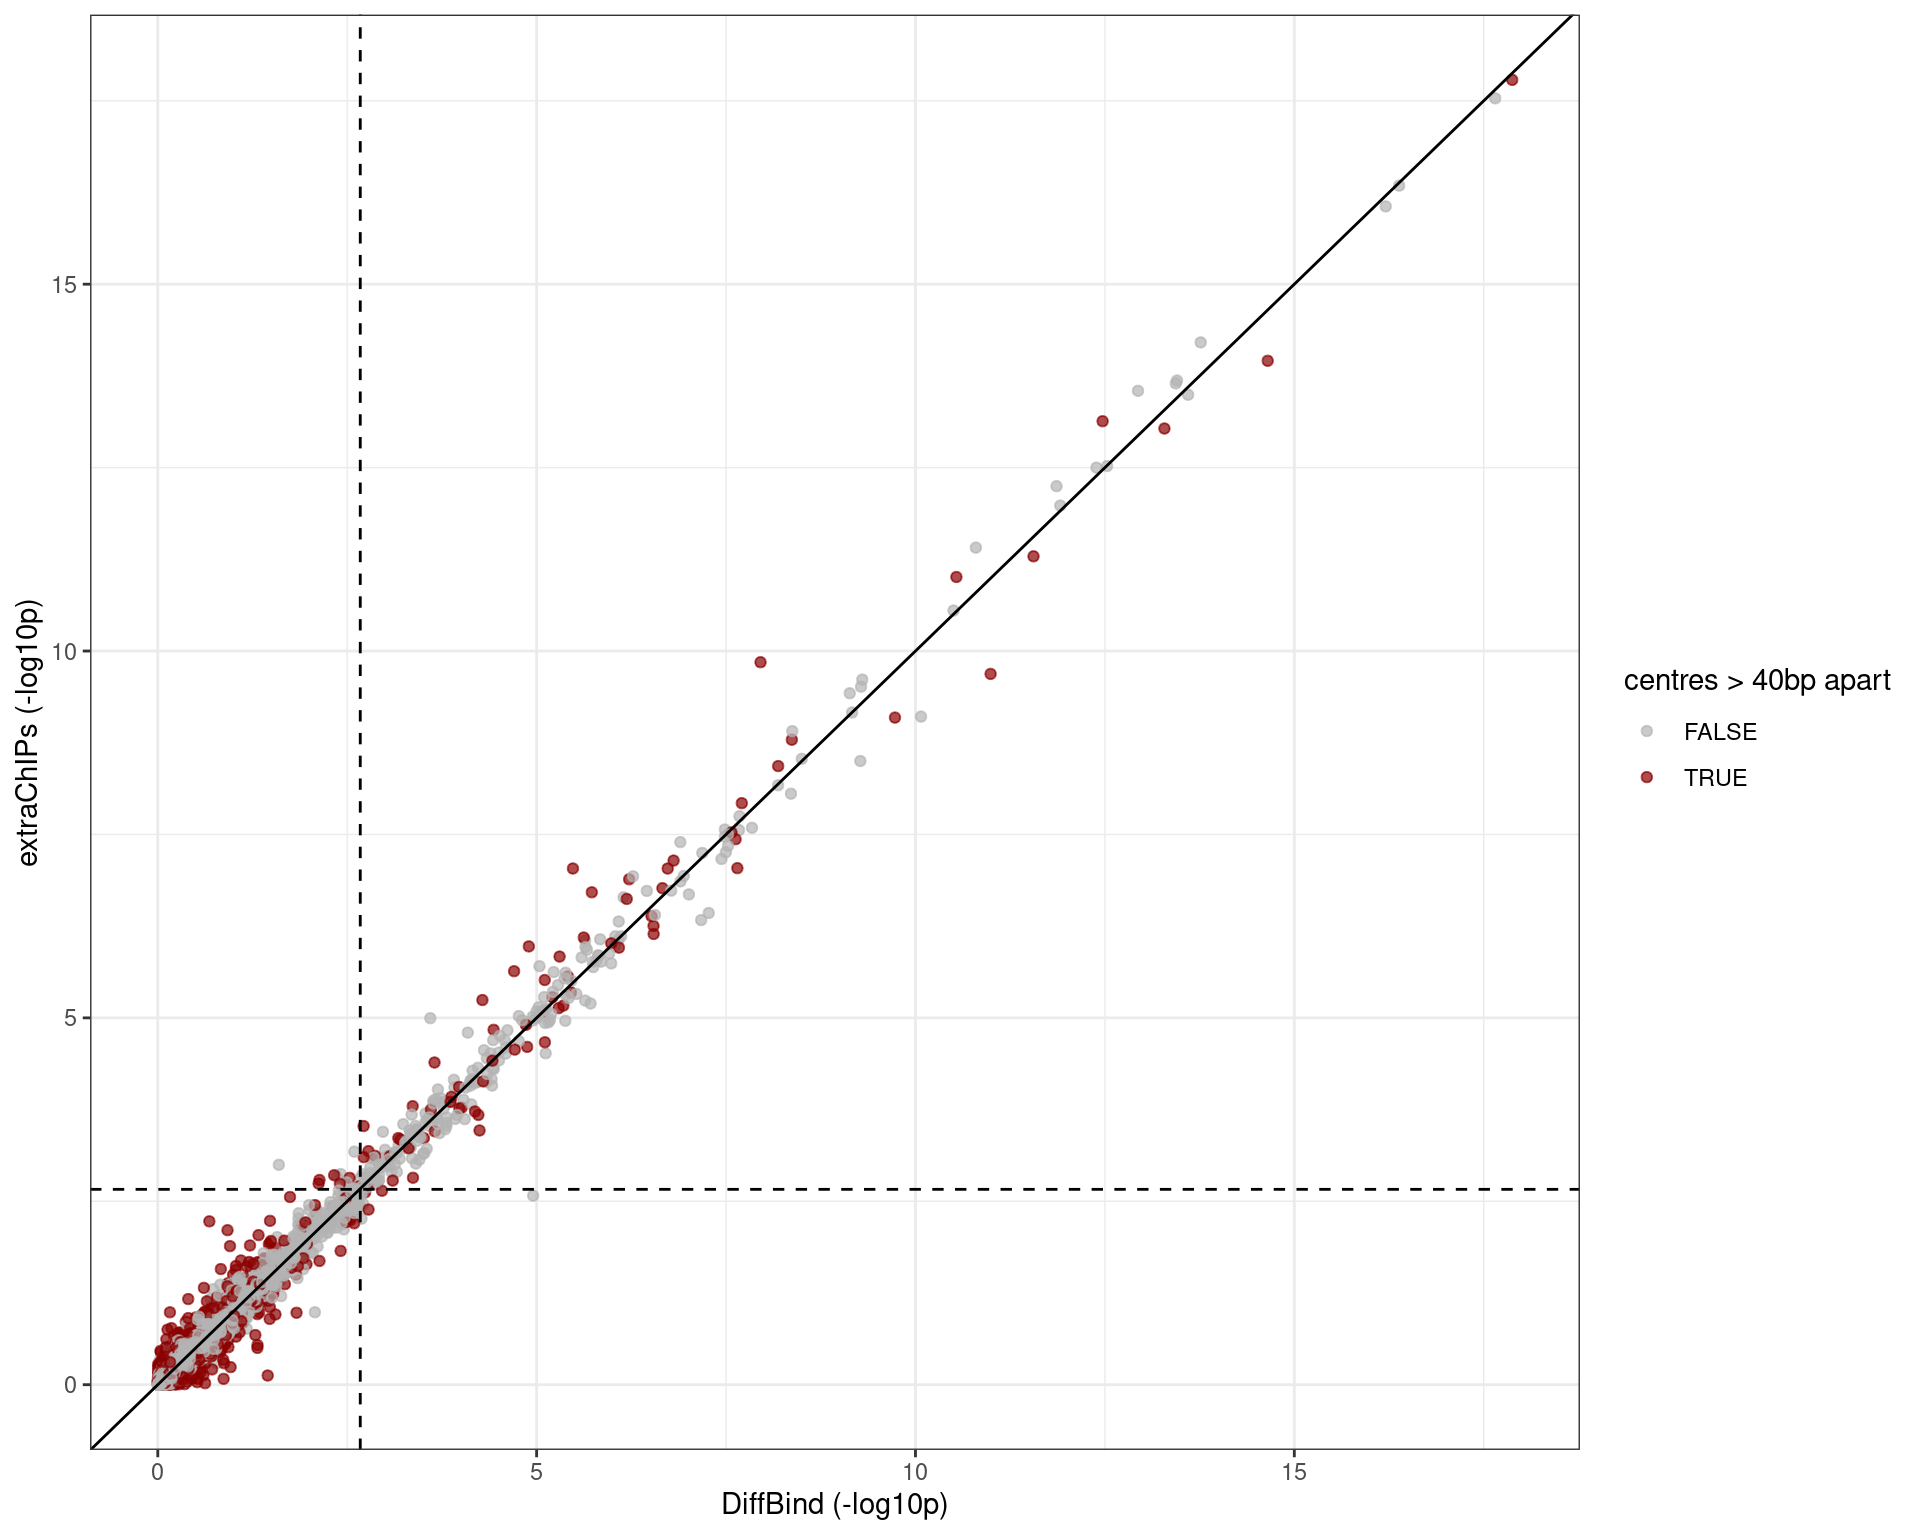 extraChIPs (-log10p)
15
10
5
0
0
5
10
15
DiffBind (-log10p)
centres > 40bp apart
FALSE
TRUE